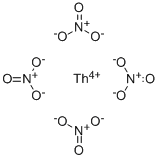 O
N+
-O O-
O- -O
O N+ Th4+ N+ O
O- -O
O
N+
-O O-